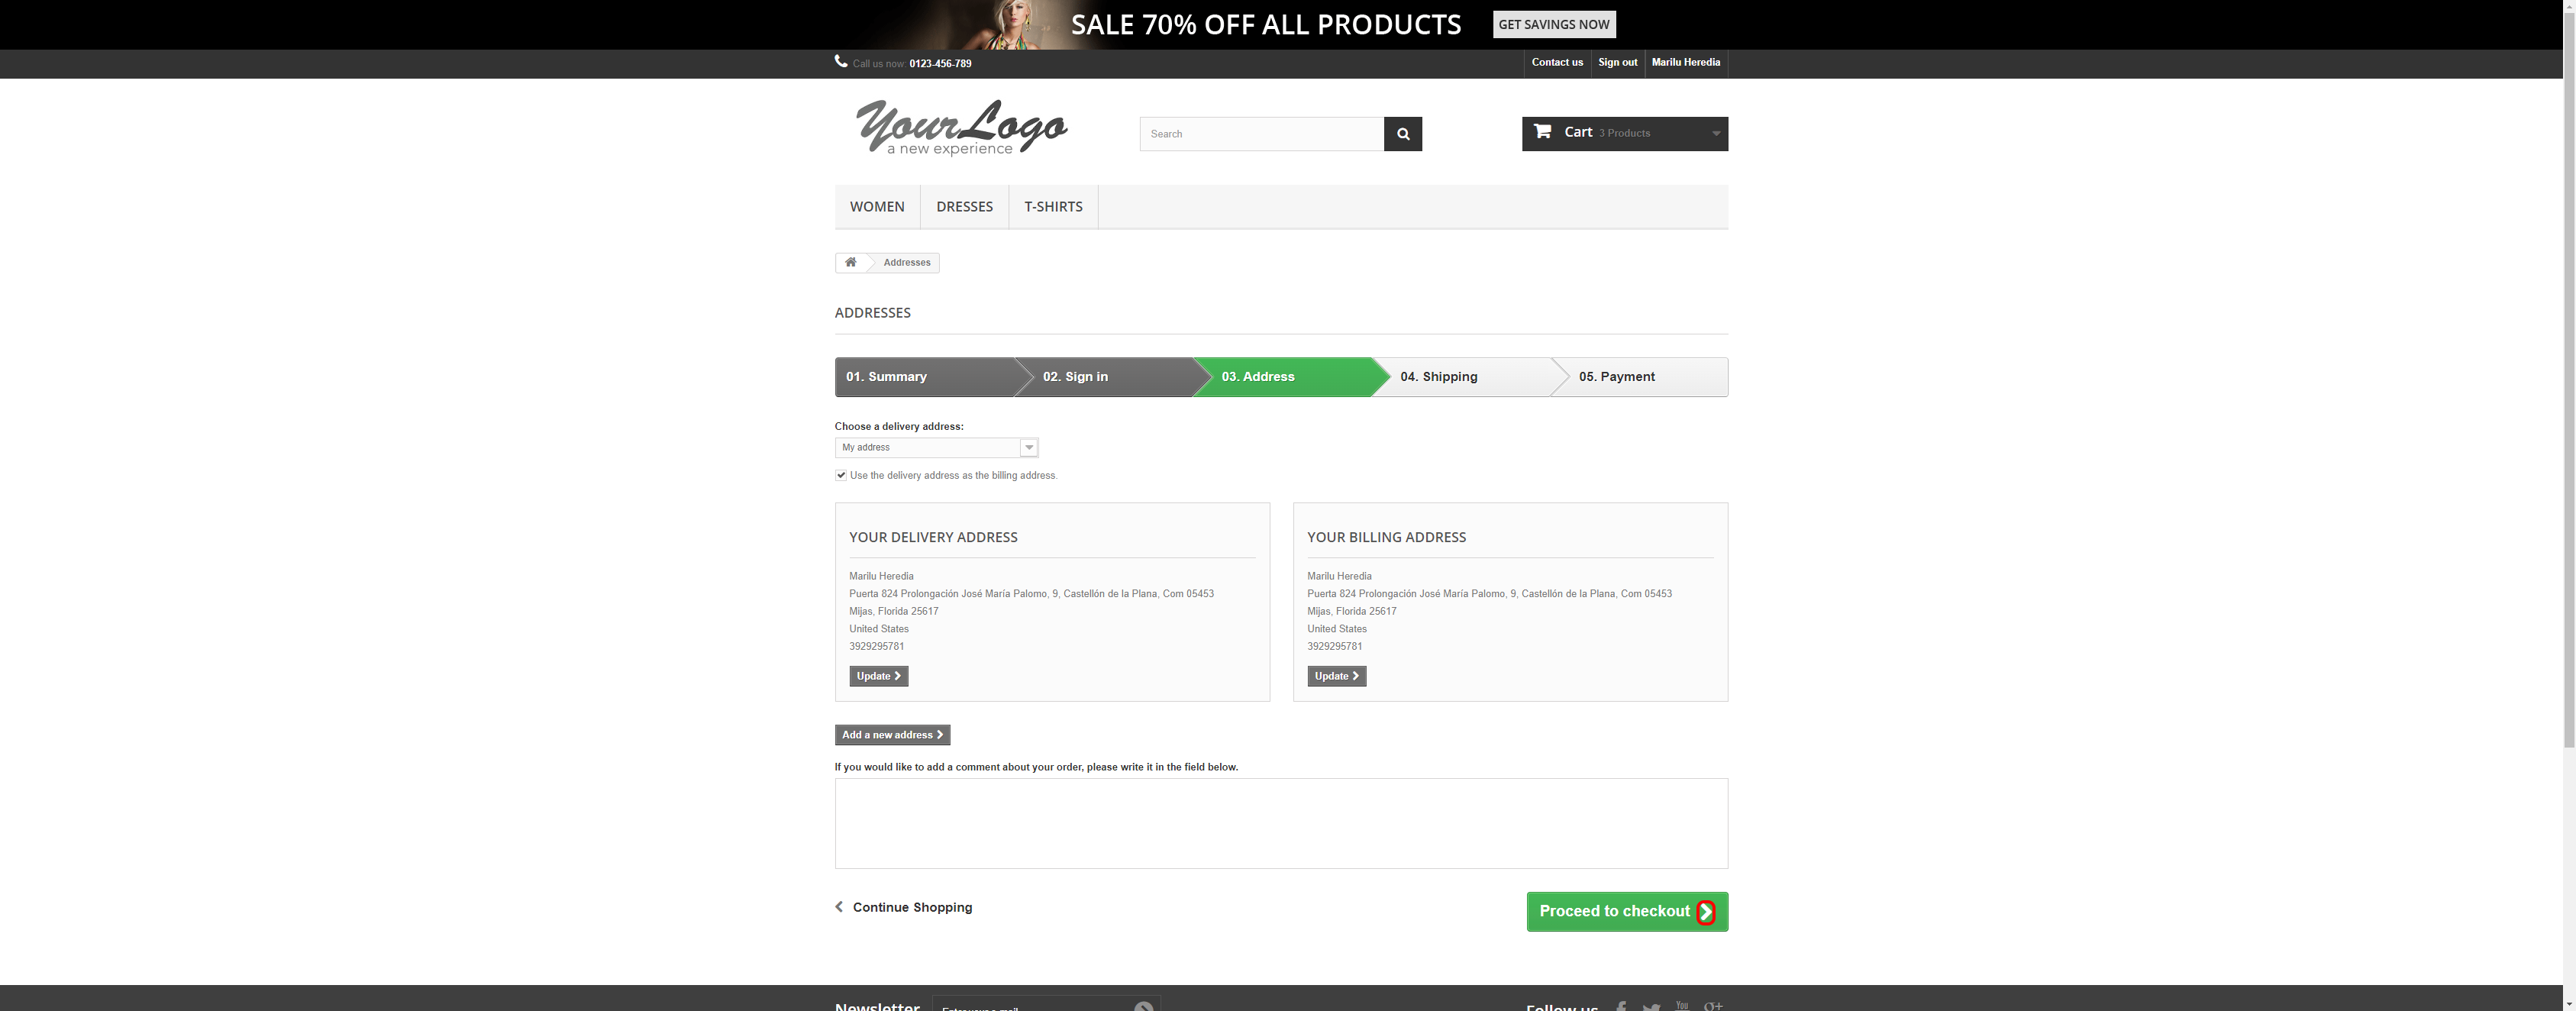 SALE 70% OFF ALL PRODUCTS GET SAVINGS NOW
Call us now: 0123-456-789 Contact us Sign out Marilu Heredia
YourLogo
a new experience
Search
Cart 3 Products
WOMEN DRESSES T-SHIRTS
Addresses
ADDRESSES
01. Summary 02. Sign in 03. Address 04. Shipping 05. Payment
Choose a delivery address:
My address
Use the delivery address as the billing address.
YOUR DELIVERY ADDRESS
Marilu Heredia
Puerta 824 Prolongación José María Palomo, 9, Castellón de la Plana, Com 05453
Mijas, Florida 25617
United States
3929295781
Update
YOUR BILLING ADDRESS
Marilu Heredia
Puerta 824 Prolongación José María Palomo, 9, Castellón de la Plana, Com 05453
Mijas, Florida 25617
United States
3929295781
Update
Add a new address
If you would like to add a comment about your order, please write it in the field below.
Continue Shopping Proceed to checkout
Newsletter Enter your e-mail Follow us You